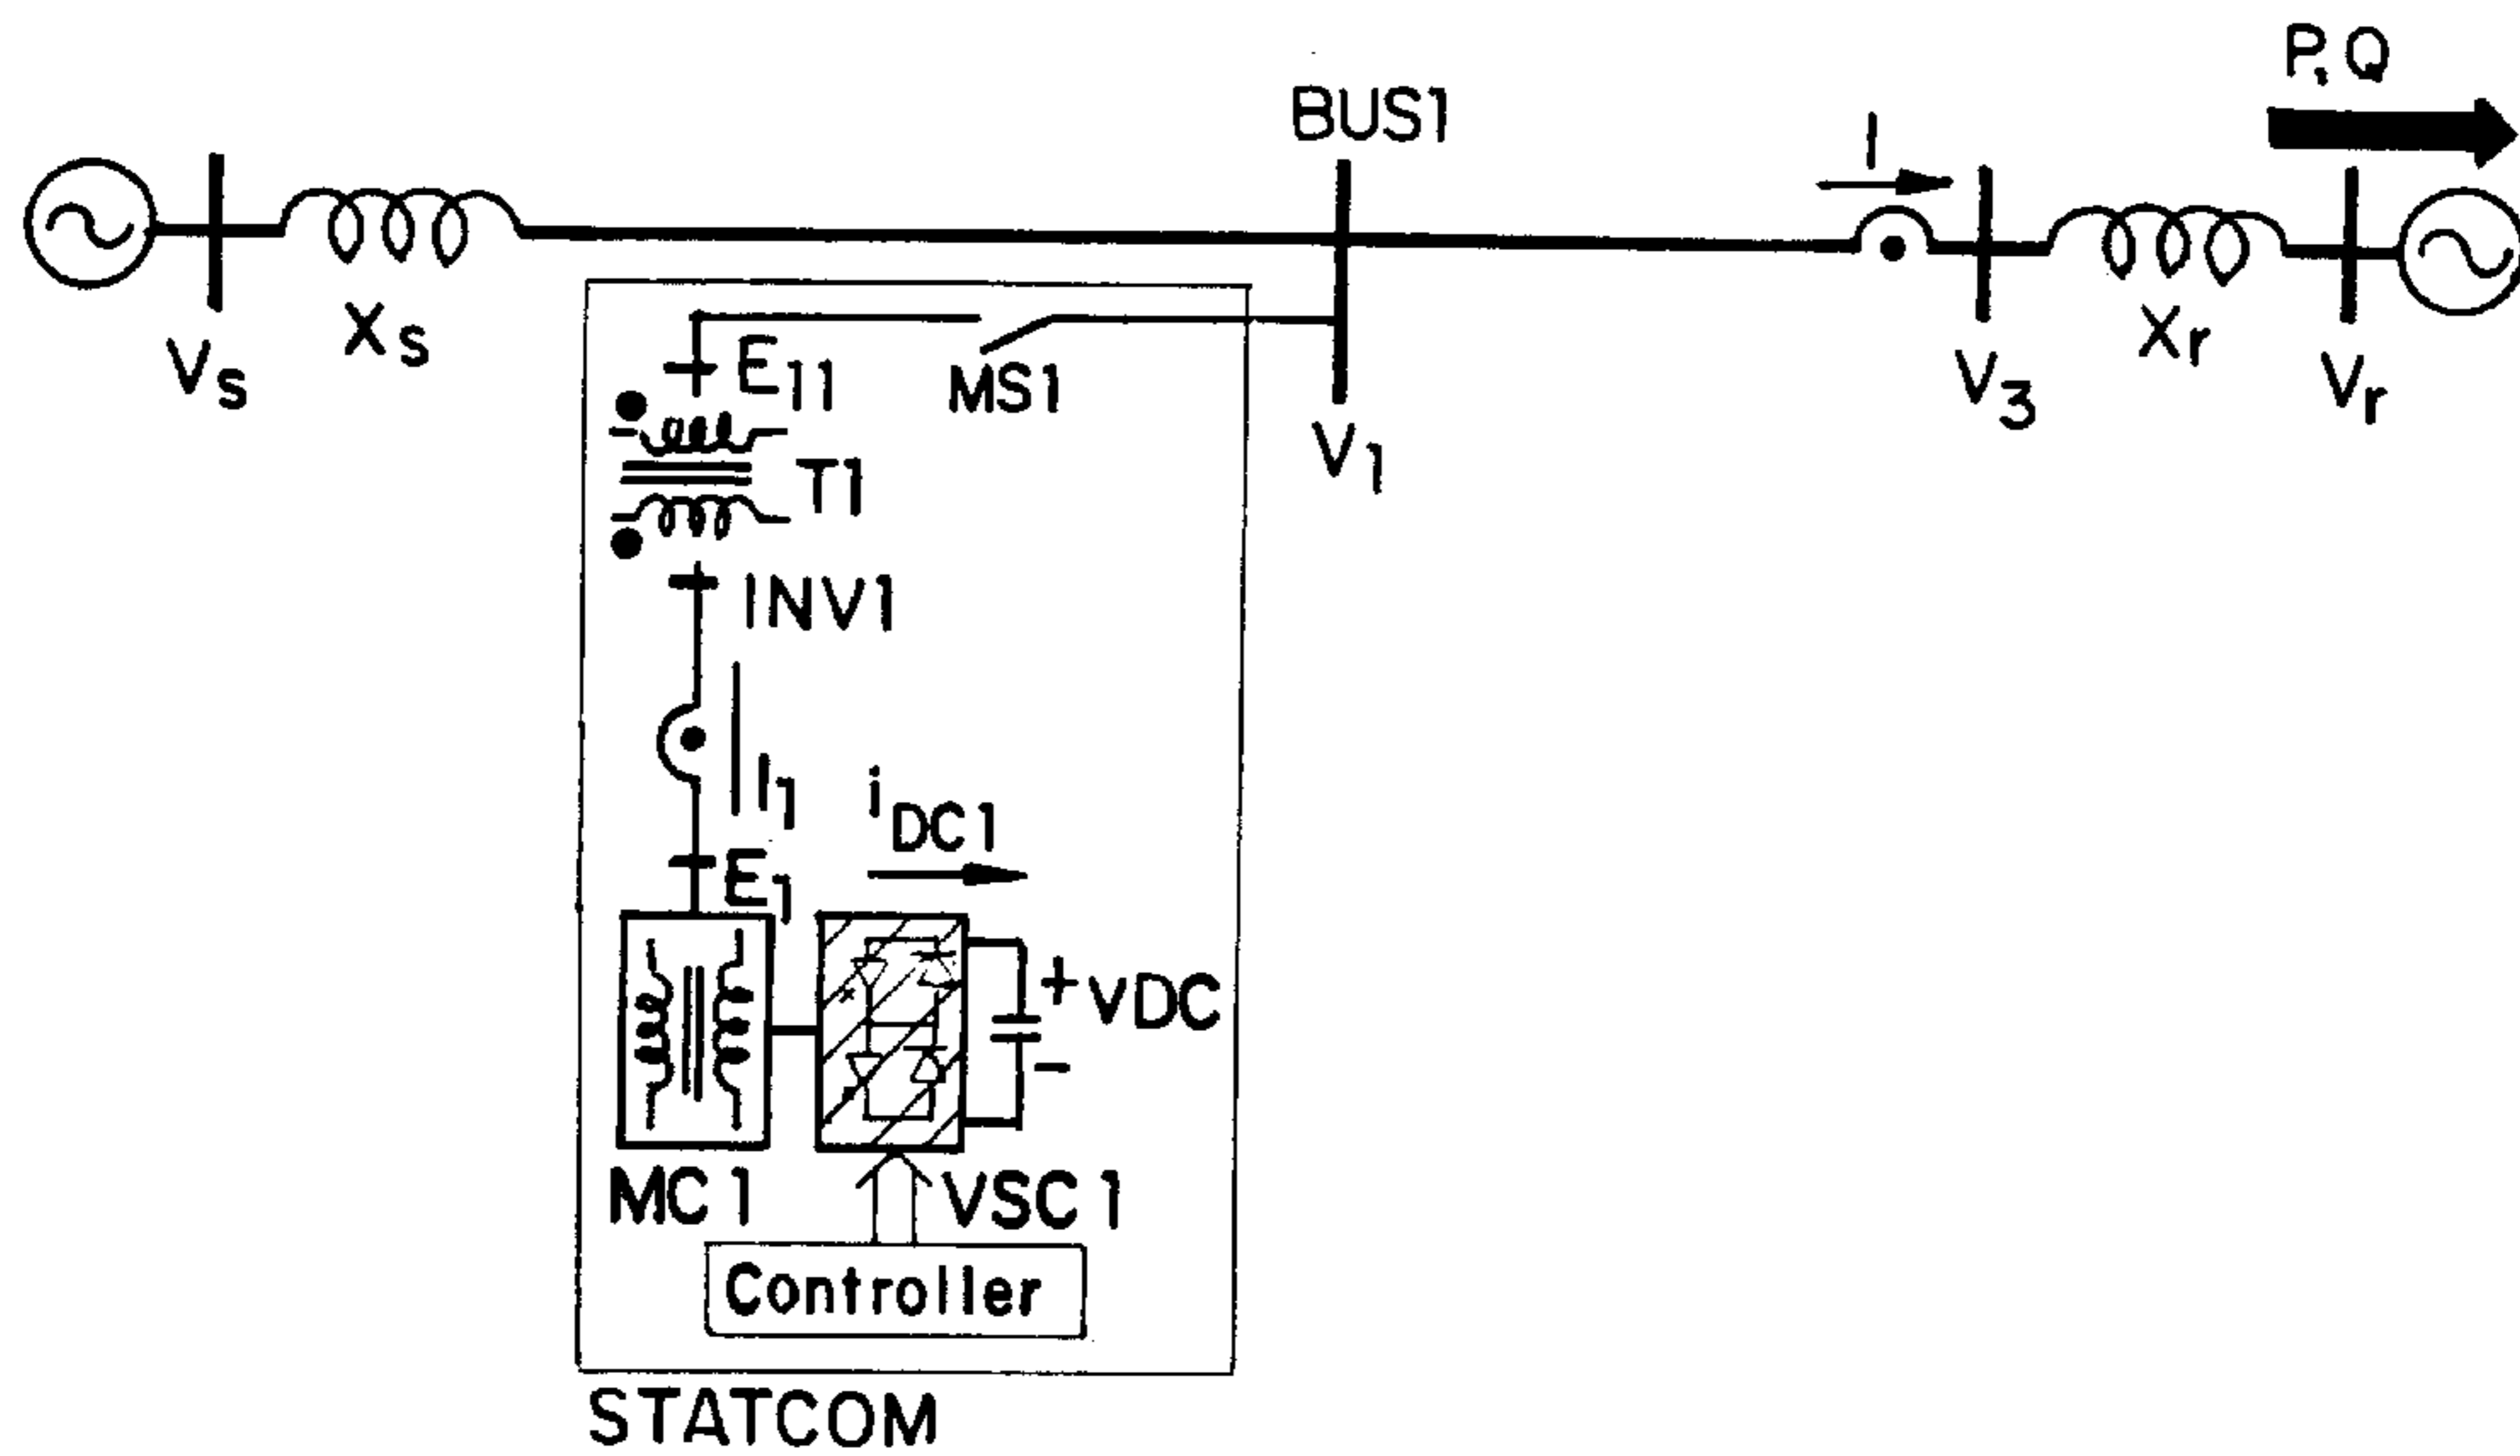 P,Q
BUS1
I
Vs
Xs
E11
MS1
V1
V3
Xr
Vr
T1
INV1
I1
iDC1
E1
+
vDC
-
MC1
VSC1
Controller
STATCOM